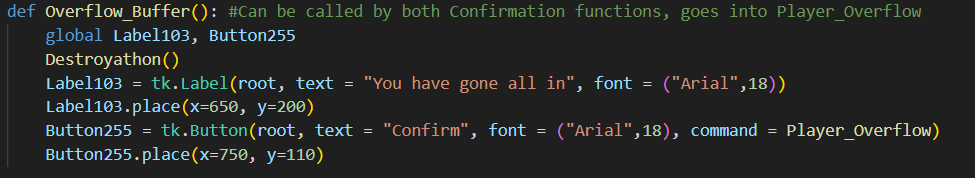 def Overflow_Buffer(): #Can be called by both Confirmation functions, goes into Player_Overflow
    global Label103, Button255
    Destroyathon()
    Label103 = tk.Label(root, text = "You have gone all in", font = ("Arial",18))
    Label103.place(x=650, y=200)
    Button255 = tk.Button(root, text = "Confirm", font = ("Arial",18), command = Player_Overflow)
    Button255.place(x=750, y=110)